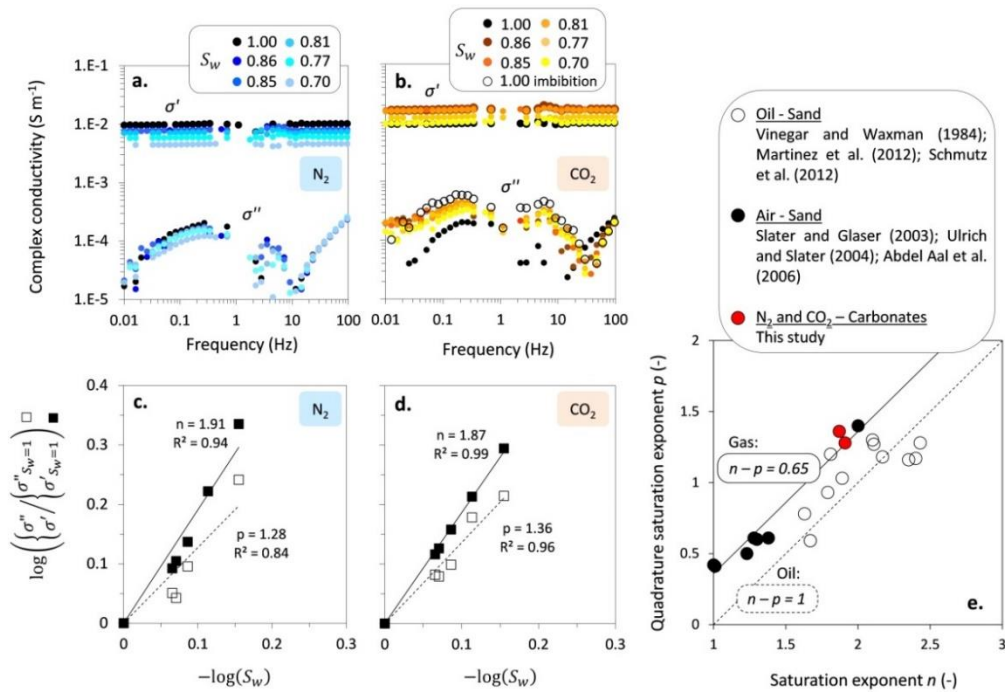 Sw
1.00 0.81
0.86 0.77
0.85 0.70
Sw
1.00 0.81
0.86 0.77
0.85 0.70
1.00 imbibition
Complex conductivity (S m-1)
1.E-1
1.E-2
1.E-3
1.E-4
1.E-5
a.
σ'
N2
σ''
0.01 0.1 1 10 100
Frequency (Hz)
b.
σ'
CO2
σ''
0.01 0.1 1 10 100
Frequency (Hz)
Oil - Sand
Vinegar and Waxman (1984);
Martinez et al. (2012); Schmutz
et al. (2012)
Air - Sand
Slater and Glaser (2003); Ulrich
and Slater (2004); Abdel Aal et al.
(2006)
N2 and CO2 – Carbonates
This study
log({σ''/σ' / {σ''Sw=1/σ'Sw=1)
0.4
0.3
0.2
0.1
0
c.
N2
n = 1.91
R² = 0.94
p = 1.28
R² = 0.84
0 0.1 0.2 0.3
−log(Sw)
d.
CO2
n = 1.87
R² = 0.99
p = 1.36
R² = 0.96
0 0.1 0.2 0.3
−log(Sw)
Quadrature saturation exponent p (-)
2
1.5
1
0.5
0
Gas:
n – p = 0.65
Oil:
n – p = 1
e.
1 1.5 2 2.5 3
Saturation exponent n (-)